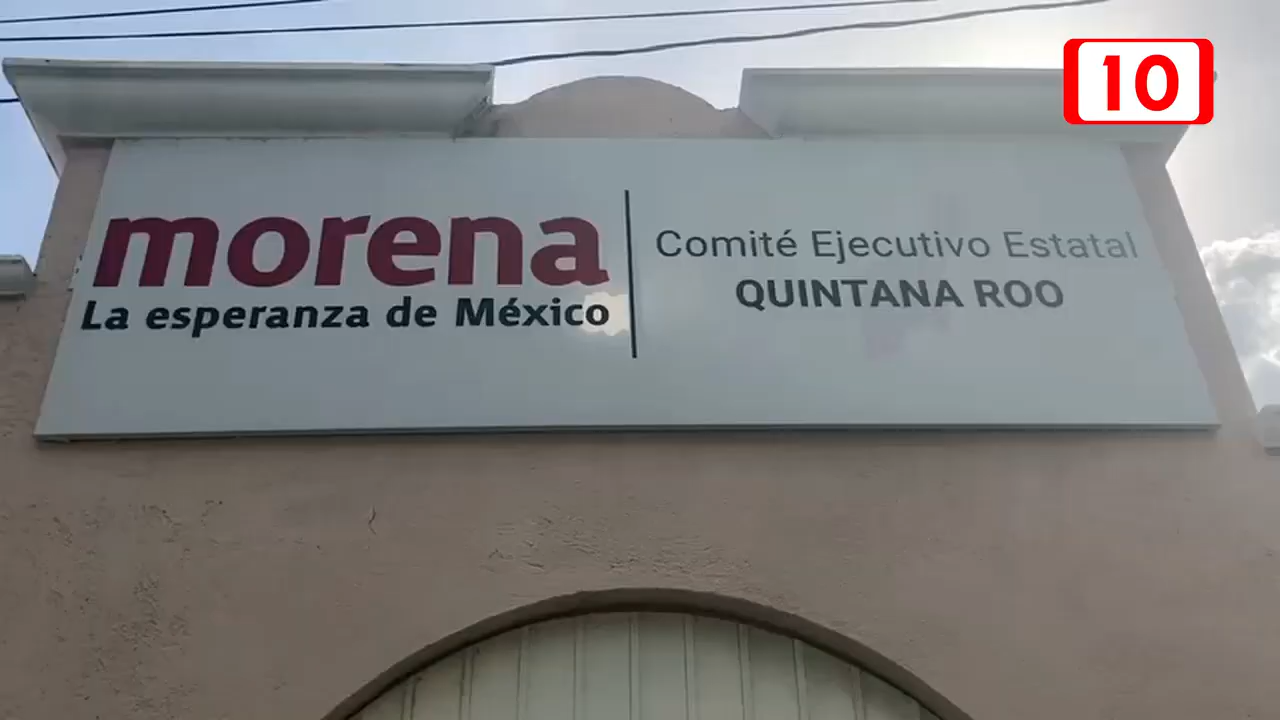 10
morena
La esperanza de México
Comité Ejecutivo Estatal
QUINTANA ROO